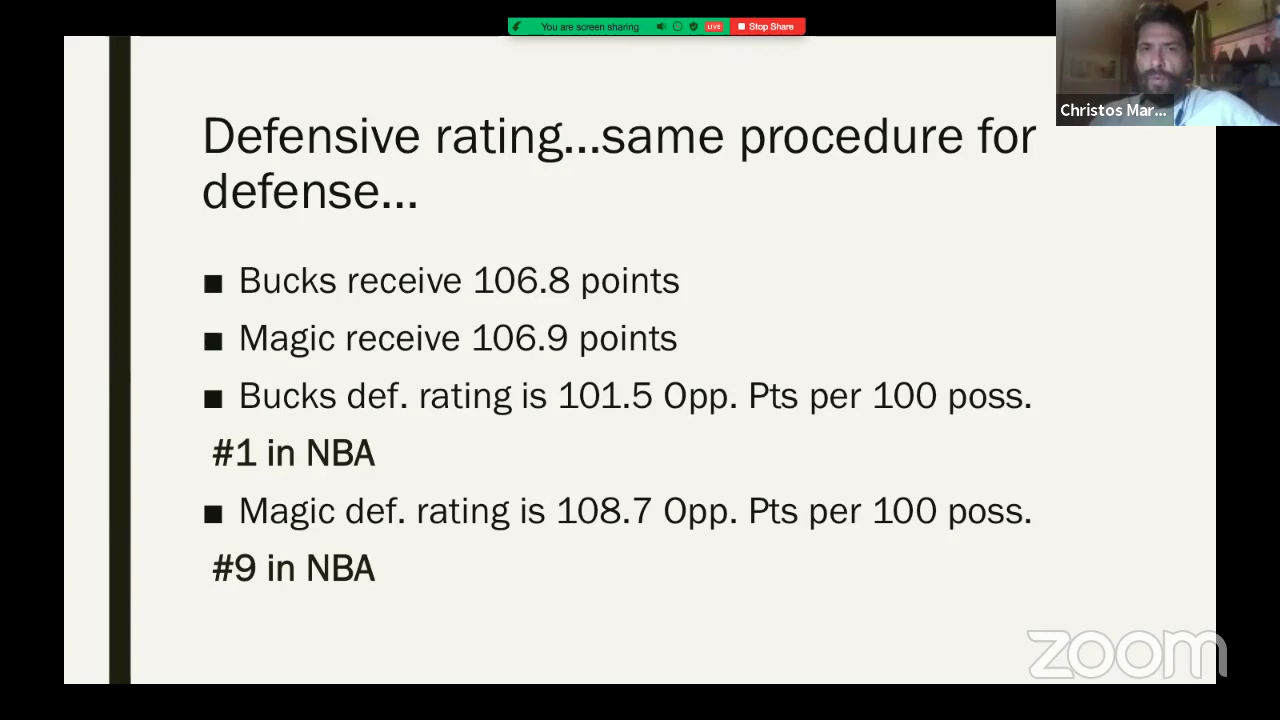 You are screen sharing
LIVE
Stop Share
Christos Mar...
Defensive rating...same procedure for
defense...
■ Bucks receive 106.8 points
■ Magic receive 106.9 points
■ Bucks def. rating is 101.5 Opp. Pts per 100 poss.
#1 in NBA
■ Magic def. rating is 108.7 Opp. Pts per 100 poss.
#9 in NBA
zoom